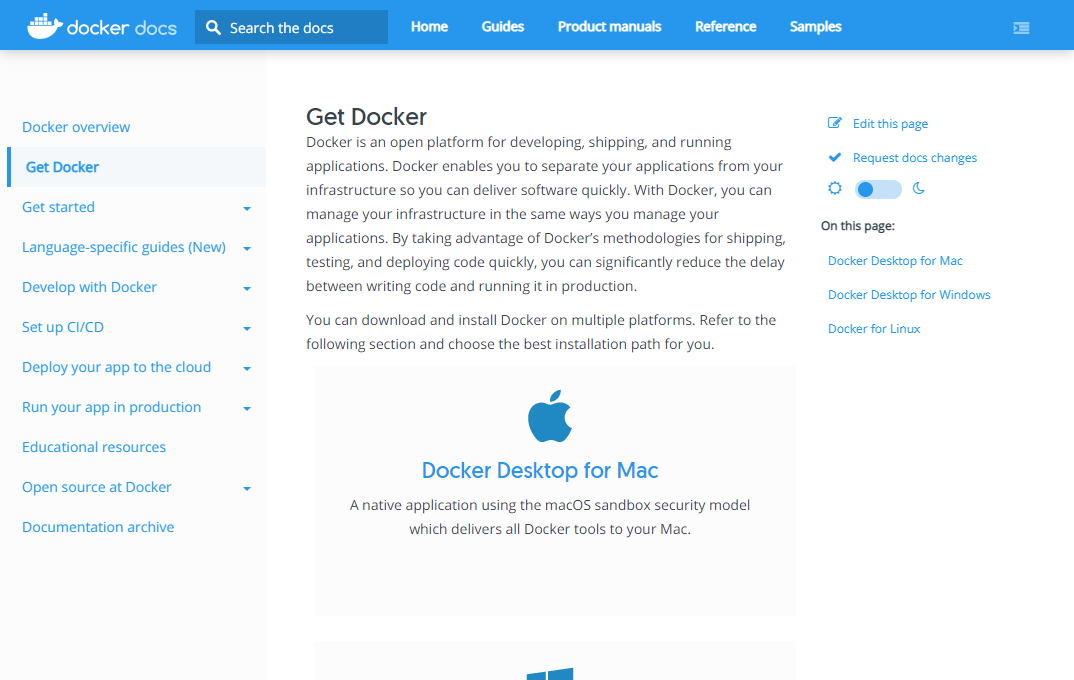 docker docs
Search the docs
Home
Guides
Product manuals
Reference
Samples
Docker overview
Get Docker
Get started
Language-specific guides (New)
Develop with Docker
Set up CI/CD
Deploy your app to the cloud
Run your app in production
Educational resources
Open source at Docker
Documentation archive
Get Docker
Docker is an open platform for developing, shipping, and running
applications. Docker enables you to separate your applications from your
infrastructure so you can deliver software quickly. With Docker, you can
manage your infrastructure in the same ways you manage your
applications. By taking advantage of Docker’s methodologies for shipping,
testing, and deploying code quickly, you can significantly reduce the delay
between writing code and running it in production.
You can download and install Docker on multiple platforms. Refer to the
following section and choose the best installation path for you.
Docker Desktop for Mac
A native application using the macOS sandbox security model
which delivers all Docker tools to your Mac.
Edit this page
Request docs changes
On this page:
Docker Desktop for Mac
Docker Desktop for Windows
Docker for Linux